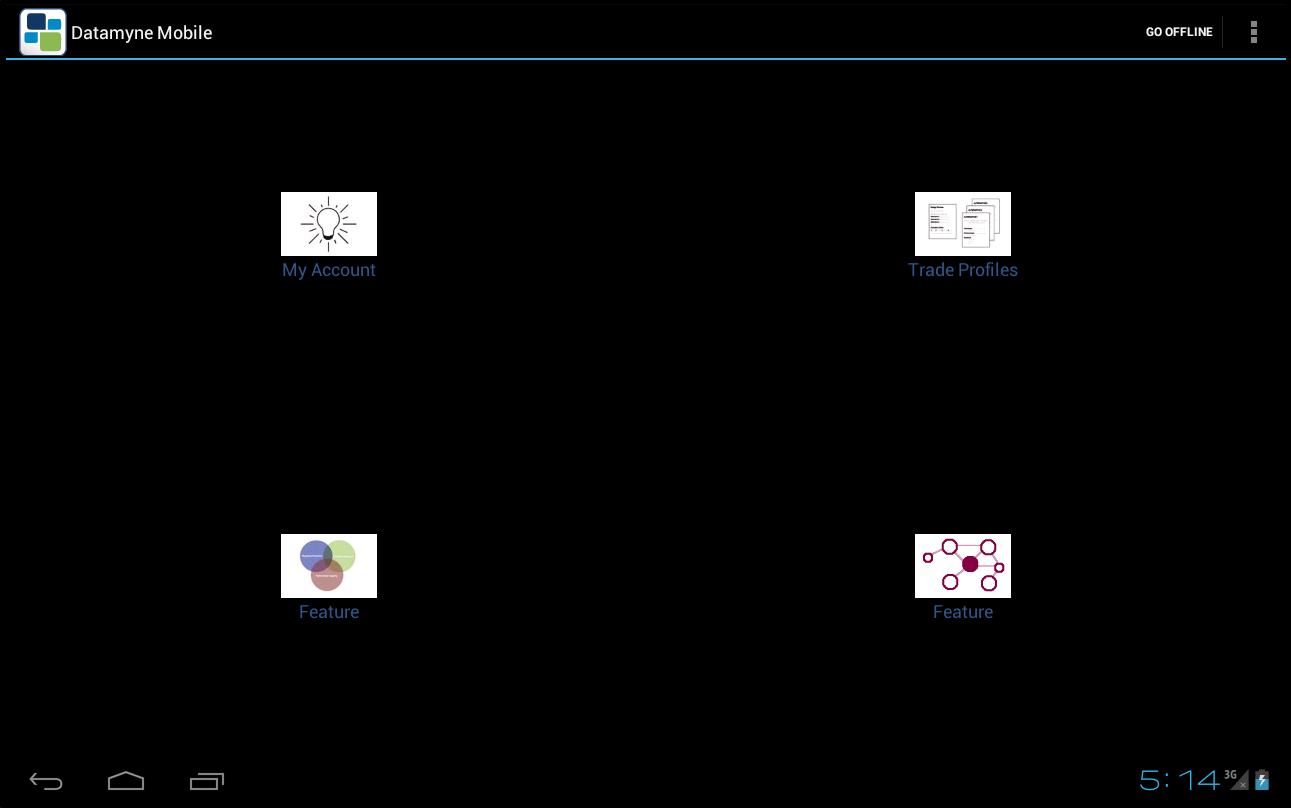 Datamyne Mobile
GO OFFLINE
My Account
Trade Profiles
Feature
Feature
5:14
3G